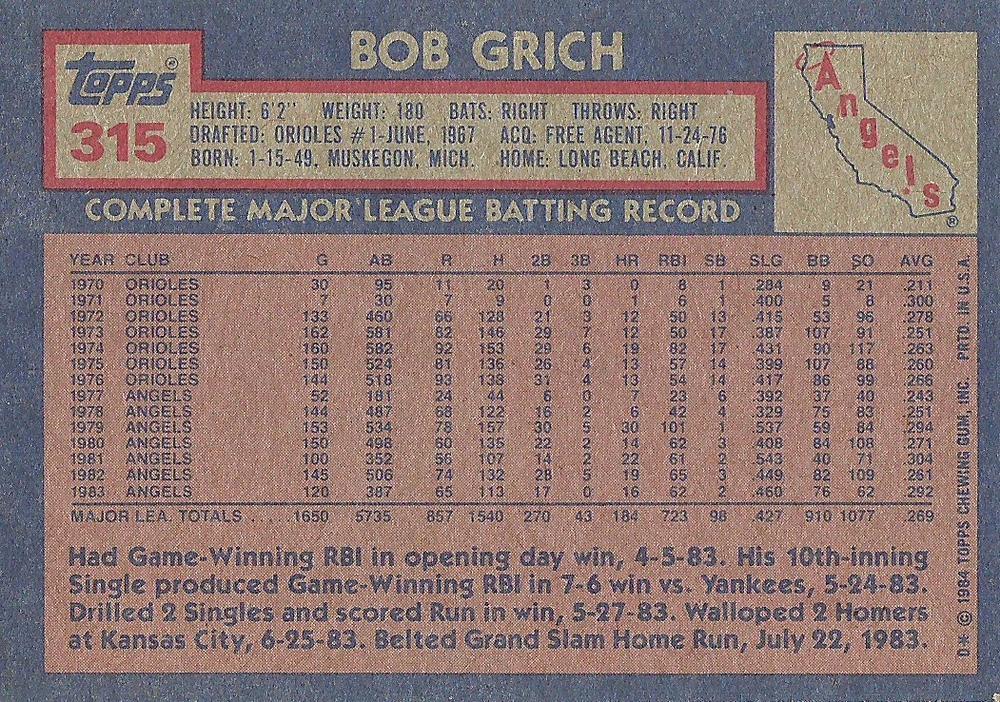 BOB GRICH
Topps®
315
HEIGHT: 6'2" WEIGHT: 180 BATS: RIGHT THROWS: RIGHT
DRAFTED: ORIOLES #1-JUNE, 1967 ACQ: FREE AGENT, 11-24-76
BORN: 1-15-49, MUSKEGON, MICH. HOME: LONG BEACH, CALIF.
Angels
®
COMPLETE MAJOR LEAGUE BATTING RECORD
YEAR CLUB G AB R H 2B 3B HR RBI SB SLG BB SO AVG
1970 ORIOLES 30 95 11 20 1 3 0 8 1 .284 9 21 .211
1971 ORIOLES 7 30 7 9 0 0 1 6 1 .400 5 8 .300
1972 ORIOLES 133 460 66 128 21 3 12 50 13 .415 53 96 .278
1973 ORIOLES 162 581 82 146 29 7 12 50 17 .387 107 91 .251
1974 ORIOLES 160 582 92 153 29 6 19 82 17 .431 90 117 .263
1975 ORIOLES 150 524 81 136 26 4 13 57 14 .399 107 88 .260
1976 ORIOLES 144 518 93 138 31 4 13 54 14 .417 86 99 .266
1977 ANGELS 52 181 24 44 6 0 7 23 6 .392 37 40 .243
1978 ANGELS 144 487 68 122 16 2 6 42 4 .329 75 83 .251
1979 ANGELS 153 534 78 157 30 5 30 101 1 .537 59 84 .294
1980 ANGELS 150 498 60 135 22 2 14 62 3 .408 84 108 .271
1981 ANGELS 100 352 56 107 14 2 22 61 2 .543 40 71 .304
1982 ANGELS 145 506 74 132 28 5 19 65 3 .449 82 109 .261
1983 ANGELS 120 387 65 113 17 0 16 62 2 .460 76 62 .292
MAJOR LEA. TOTALS ..... 1650 5735 857 1540 270 43 184 723 98 .427 910 1077 .269
Had Game-Winning RBI in opening day win, 4-5-83. His 10th-inning
Single produced Game-Winning RBI in 7-6 win vs. Yankees, 5-24-83.
Drilled 2 Singles and scored Run in win, 5-27-83. Walloped 2 Homers
at Kansas City, 6-25-83. Belted Grand Slam Home Run, July 22, 1983.
D* © 1984 TOPPS CHEWING GUM, INC. PRTD. IN U.S.A.